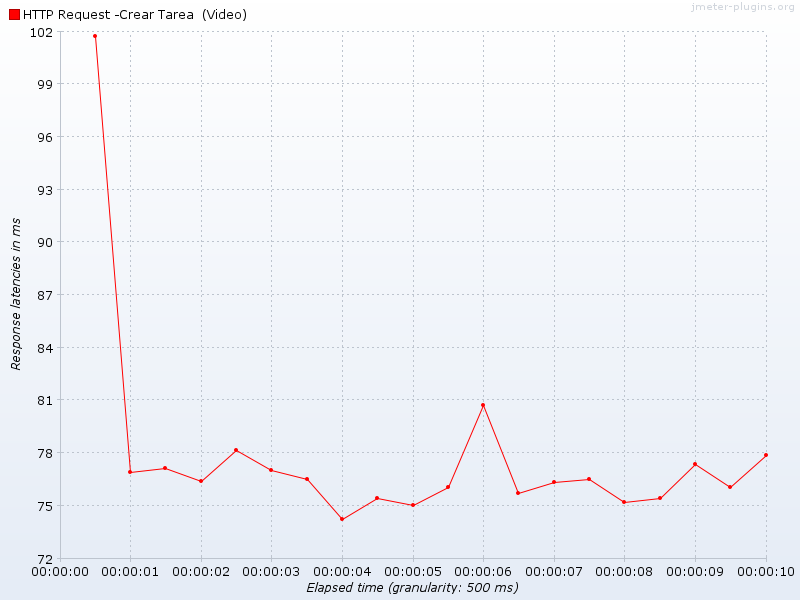 jmeter-plugins.org
HTTP Request -Crear Tarea  (Video)
102
99
96
93
90
87
84
81
78
75
72
Response latencies in ms
00:00:00 00:00:01 00:00:02 00:00:03 00:00:04 00:00:05 00:00:06 00:00:07 00:00:08 00:00:09 00:00:10
Elapsed time (granularity: 500 ms)